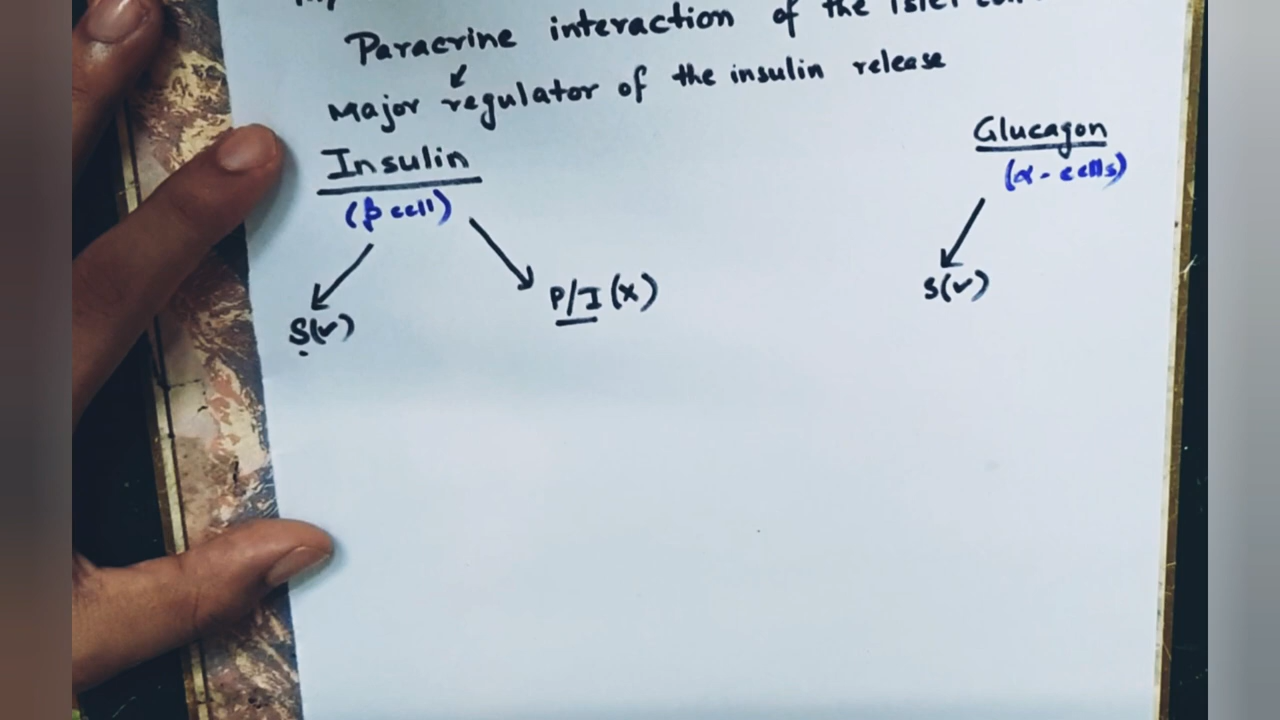 Paracrine interaction of the
Major regulator of the insulin release
Insulin
(β cell)
Glucagon
(α - cells)
S(✓)
P/I (x)
S(✓)